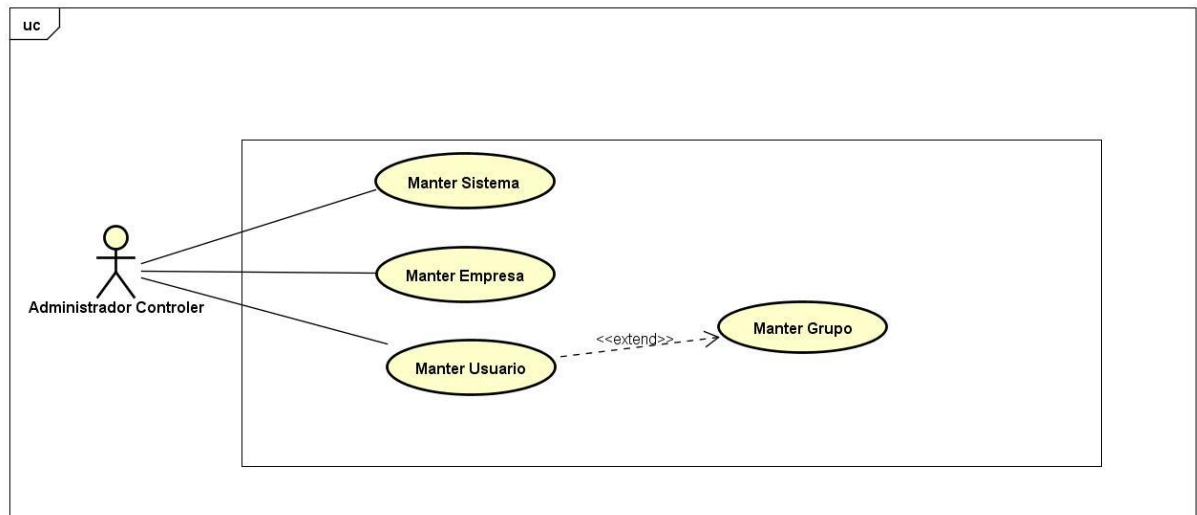 uc
Manter Sistema
Manter Empresa
Administrador Controler
Manter Grupo
<<extend>>
Manter Usuario